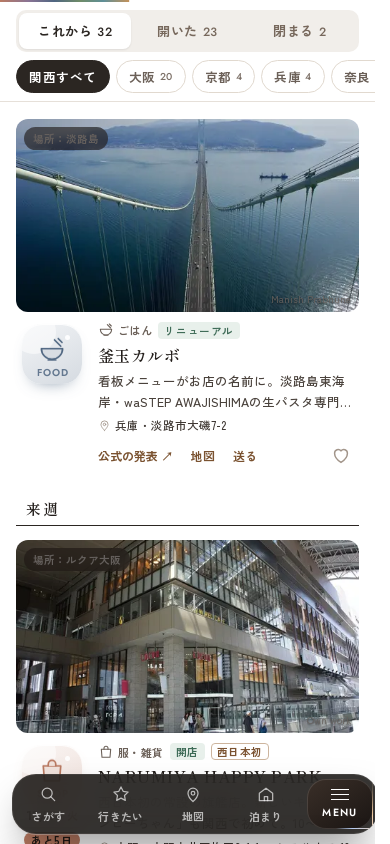 これから 32
開いた 23
閉まる 2
関西すべて
大阪 20
京都 4
兵庫 4
奈良
場所：淡路島
ごはん リニューアル
釜玉カルボ
FOOD
看板メニューがお店の名前に。淡路島東海
岸・waSTEP AWAJISHIMAの生パスタ専門…
兵庫・淡路市大磯7-2
公式の発表 ↗ 地図 送る
来週
場所：ルクア大阪
服・雑貨 開店 西日本初
NARUMIYA HAPPY PARK
さがす
行きたい
地図
泊まり
MENU
あと5日